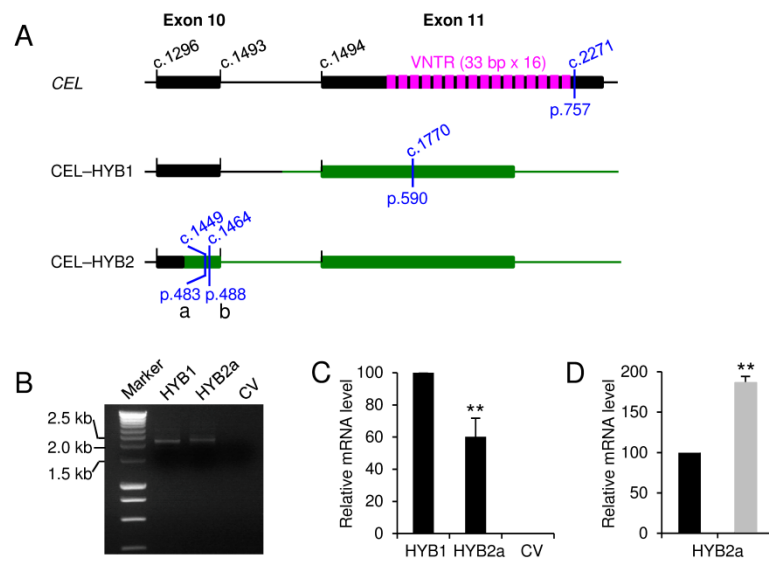 A
Exon 10
Exon 11
c.1296
c.1493
c.1494
VNTR (33 bp x 16)
c.2271
CEL
p.757
c.1770
CEL–HYB1
p.590
c.1449
c.1464
CEL–HYB2
p.483
p.488
a
b
B
Marker
HYB1
HYB2a
CV
2.5 kb
2.0 kb
1.5 kb
C
Relative mRNA level
100
80
60
40
20
0
**
HYB1
HYB2a
CV
D
Relative mRNA level
200
150
100
50
0
**
HYB2a